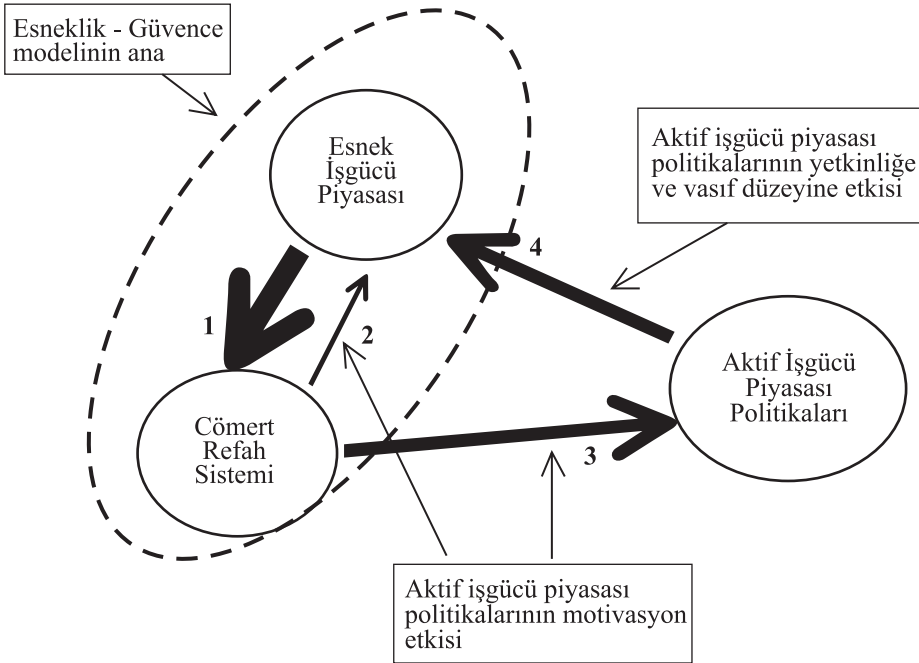 Esneklik - Güvence
modelinin ana
Esnek
İşgücü
Piyasası
Aktif işgücü piyasası
politikalarının yetkinliğe
ve vasıf düzeyine etkisi
4
1
2
Aktif İşgücü
Piyasası
Politikaları
Cömert
Refah
Sistemi
3
Aktif işgücü piyasası
politikalarının motivasyon
etkisi